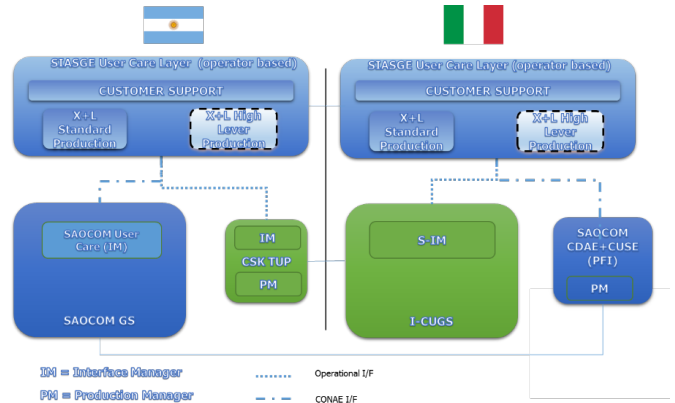 SIASGE User Care Layer (operator based)
CUSTOMER SUPPORT
X+L
Standard
Production
X+L High
Lever
Production
SIASGE User Care Layer (operator based)
CUSTOMER SUPPORT
X+L
Standard
Production
X+L High
Lever
Production
SAOCOM User
Care (IM)
SAOCOM GS
IM
CSK TUP
PM
S-IM
I-CUGS
SAOCOM
CDAE+CUSE
(PFI)
PM
IM = Interface Manager
PM = Production Manager
Operational I/F
CONAE I/F